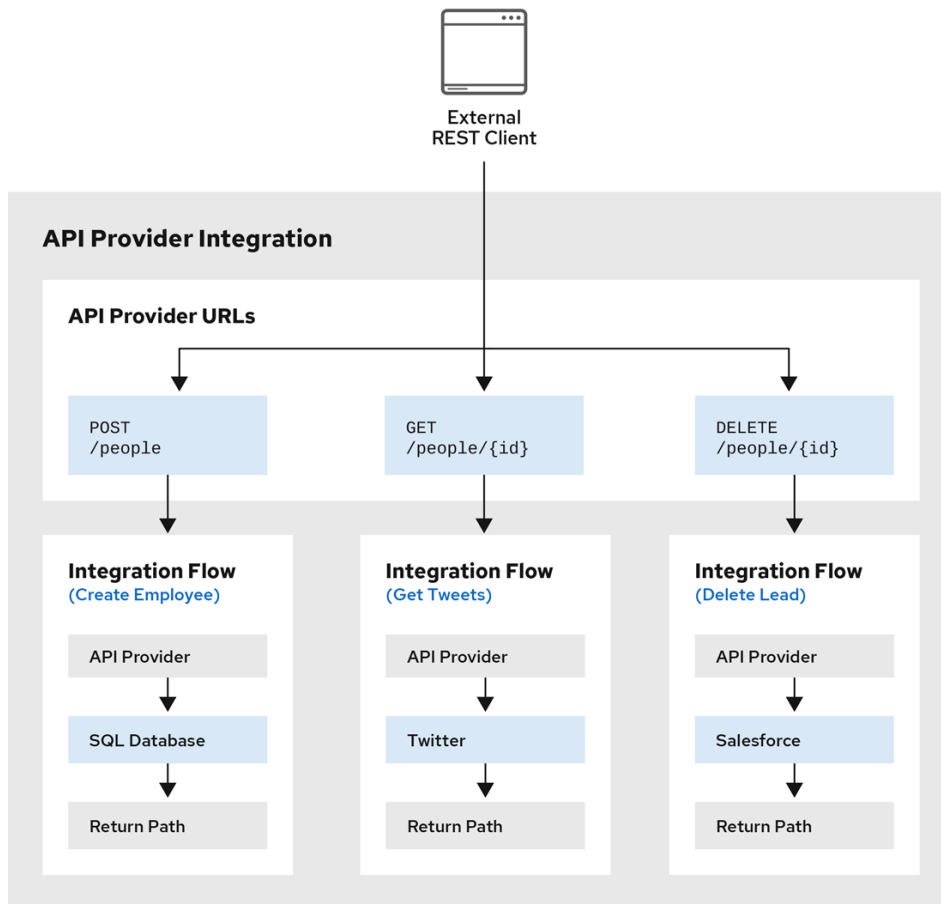 External
REST Client
API Provider Integration
API Provider URLs
POST
/people
GET
/people/{id}
DELETE
/people/{id}
Integration Flow
(Create Employee)
API Provider
SQL Database
Return Path
Integration Flow
(Get Tweets)
API Provider
Twitter
Return Path
Integration Flow
(Delete Lead)
API Provider
Salesforce
Return Path